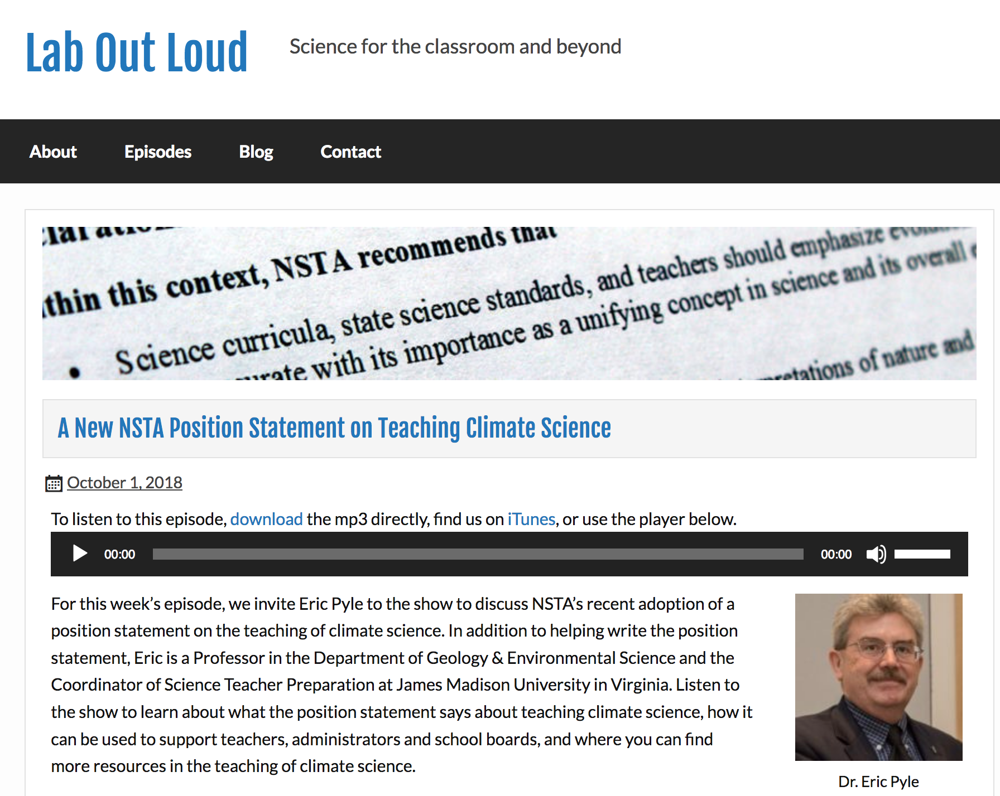 Lab Out Loud
Science for the classroom and beyond
About Episodes Blog Contact
this context, NSTA recommends that
• Science curricula, state science standards, and teachers should emphasize
with its importance as a unifying concept in science and its overall
of nature and
A New NSTA Position Statement on Teaching Climate Science
October 1, 2018
To listen to this episode, download the mp3 directly, find us on iTunes, or use the player below.
00:00 00:00
For this week’s episode, we invite Eric Pyle to the show to discuss NSTA’s recent adoption of a
position statement on the teaching of climate science. In addition to helping write the position
statement, Eric is a Professor in the Department of Geology & Environmental Science and the
Coordinator of Science Teacher Preparation at James Madison University in Virginia. Listen to
the show to learn about what the position statement says about teaching climate science, how it
can be used to support teachers, administrators and school boards, and where you can find
more resources in the teaching of climate science.
Dr. Eric Pyle